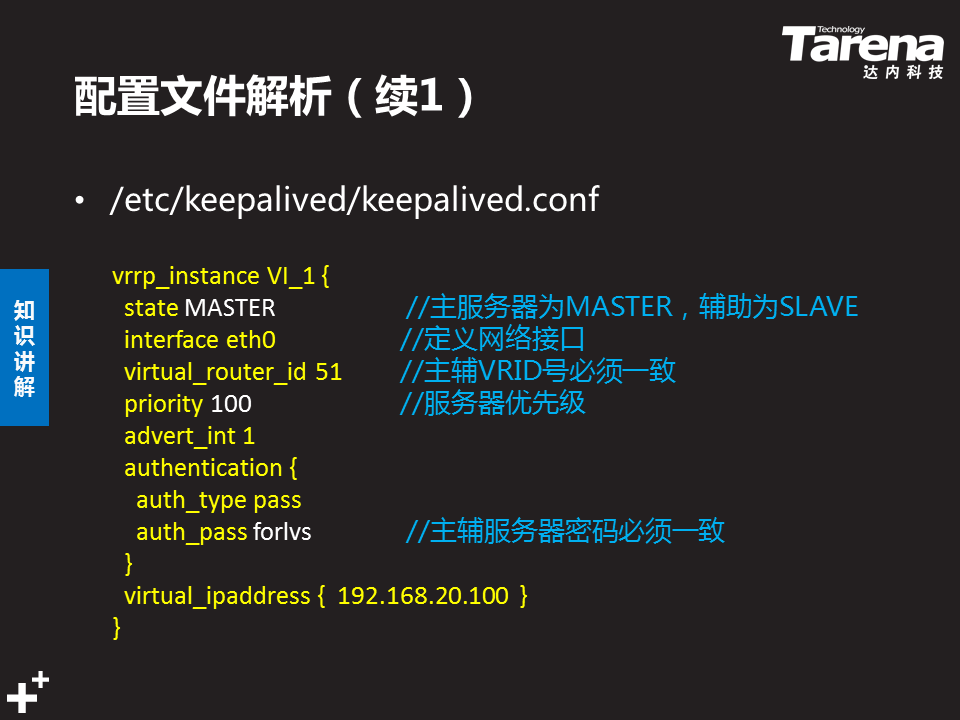 Technology
Tarena
达内科技
配置文件解析（续1）
• /etc/keepalived/keepalived.conf
知识讲解
vrrp_instance VI_1 {
state MASTER //主服务器为MASTER，辅助为SLAVE
interface eth0 //定义网络接口
virtual_router_id 51 //主辅VRID号必须一致
priority 100 //服务器优先级
advert_int 1
authentication {
auth_type pass
auth_pass forlvs //主辅服务器密码必须一致
}
virtual_ipaddress { 192.168.20.100 }
}